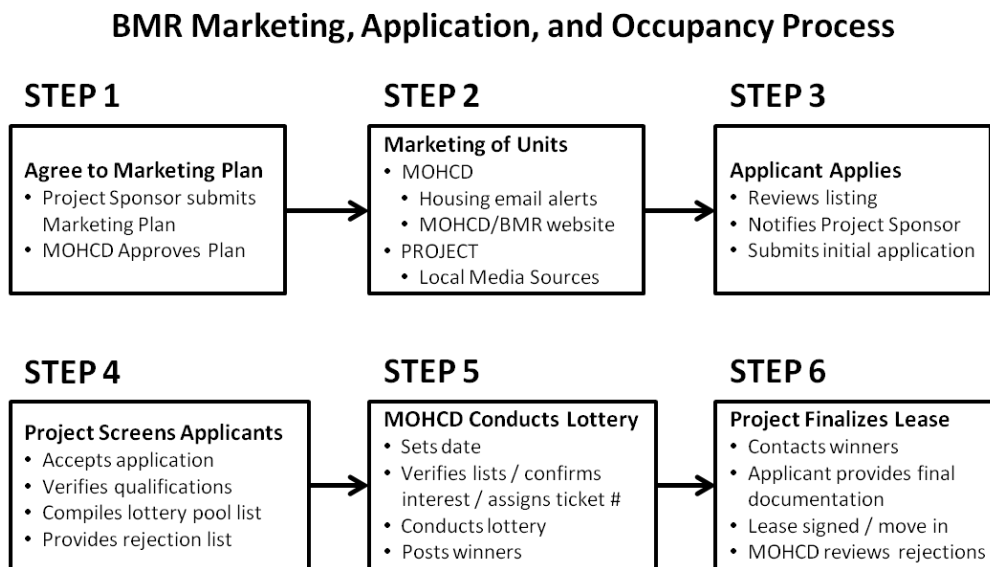 BMR Marketing, Application, and Occupancy Process
STEP 1
Agree to Marketing Plan
• Project Sponsor submits
Marketing Plan
• MOHCD Approves Plan
STEP 2
Marketing of Units
• MOHCD
• Housing email alerts
• MOHCD/BMR website
• PROJECT
• Local Media Sources
STEP 3
Applicant Applies
• Reviews listing
• Notifies Project Sponsor
• Submits initial application
STEP 4
Project Screens Applicants
• Accepts application
• Verifies qualifications
• Compiles lottery pool list
• Provides rejection list
STEP 5
MOHCD Conducts Lottery
• Sets date
• Verifies lists / confirms
interest / assigns ticket #
• Conducts lottery
• Posts winners
STEP 6
Project Finalizes Lease
• Contacts winners
• Applicant provides final
documentation
• Lease signed / move in
• MOHCD reviews rejections